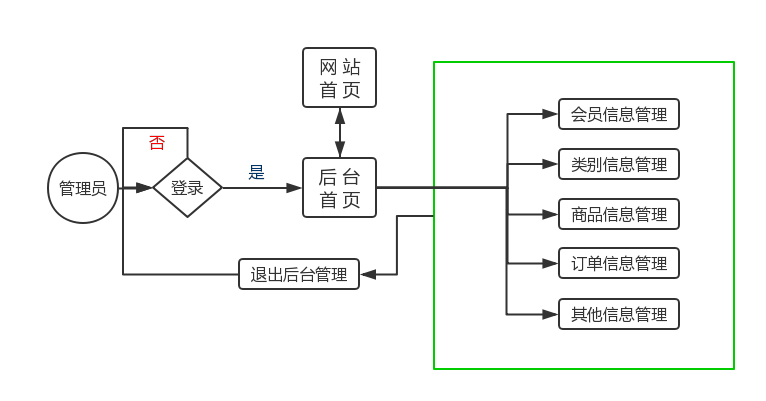 网 站
首 页
否
管理员
登录
是
后 台
首 页
会员信息管理
类别信息管理
商品信息管理
订单信息管理
其他信息管理
退出后台管理